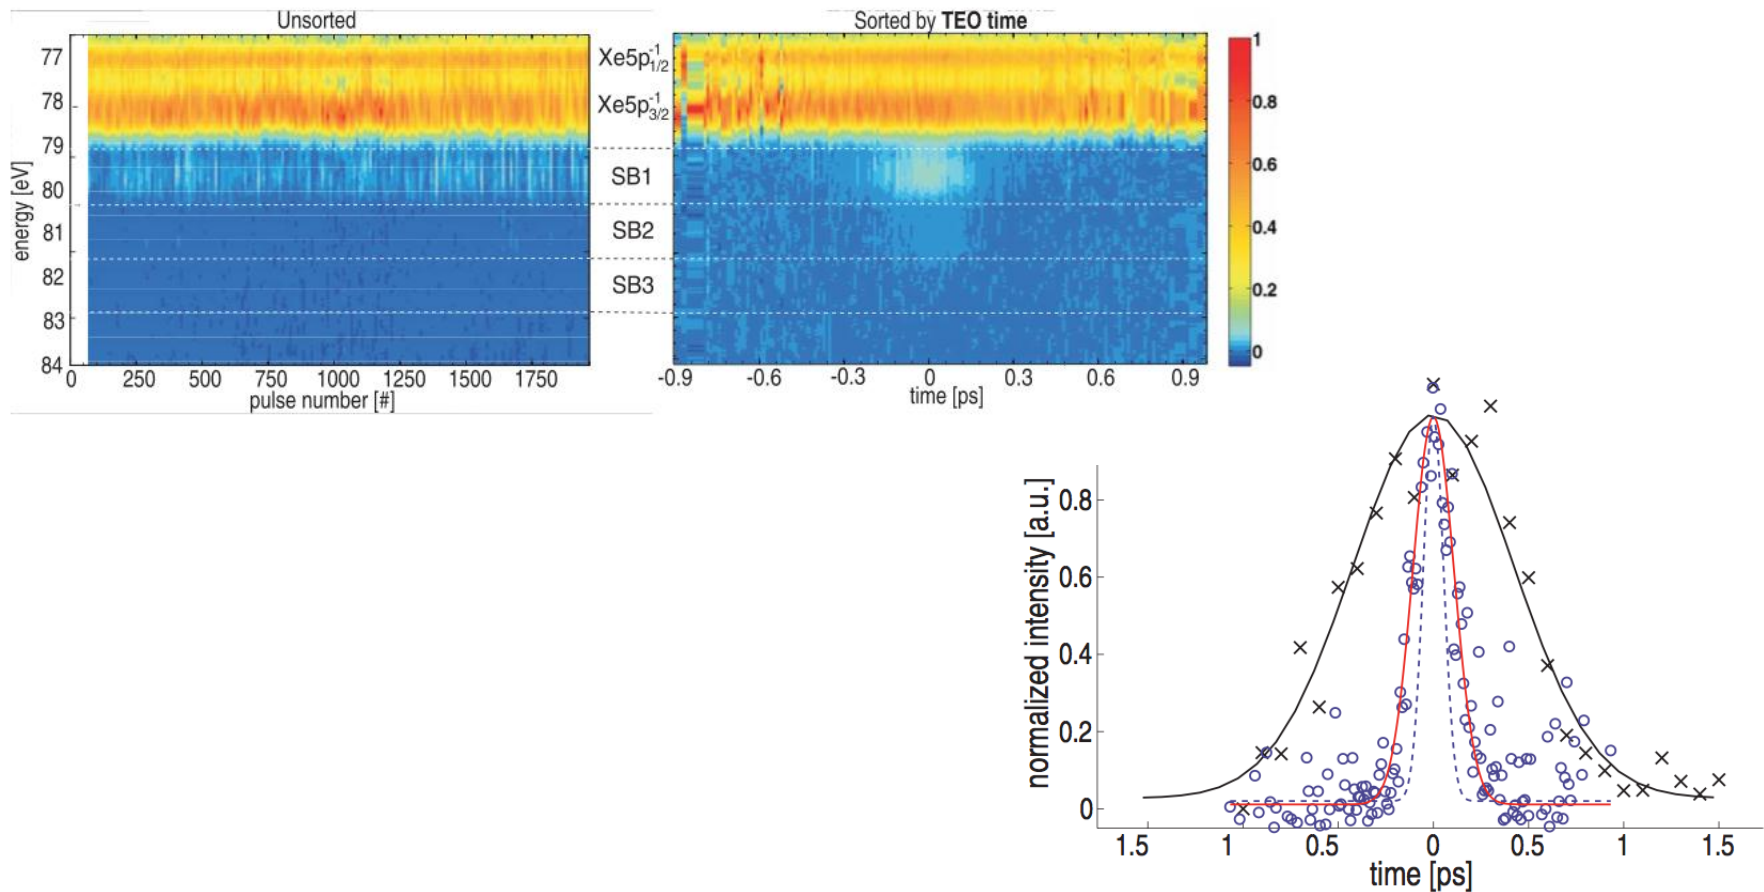 Unsorted
Sorted by TEO time
energy [eV]
77
78
79
80
81
82
83
84
0 250 500 750 1000 1250 1500 1750
pulse number [#]
Xe5p-1 1/2
Xe5p-1 3/2
SB1
SB2
SB3
-0.9 -0.6 -0.3 0 0.3 0.6 0.9
time [ps]
1
0.8
0.6
0.4
0.2
0
normalized intensity [a.u.]
0.8
0.6
0.4
0.2
0
1.5 1 0.5 0 0.5 1 1.5
time [ps]